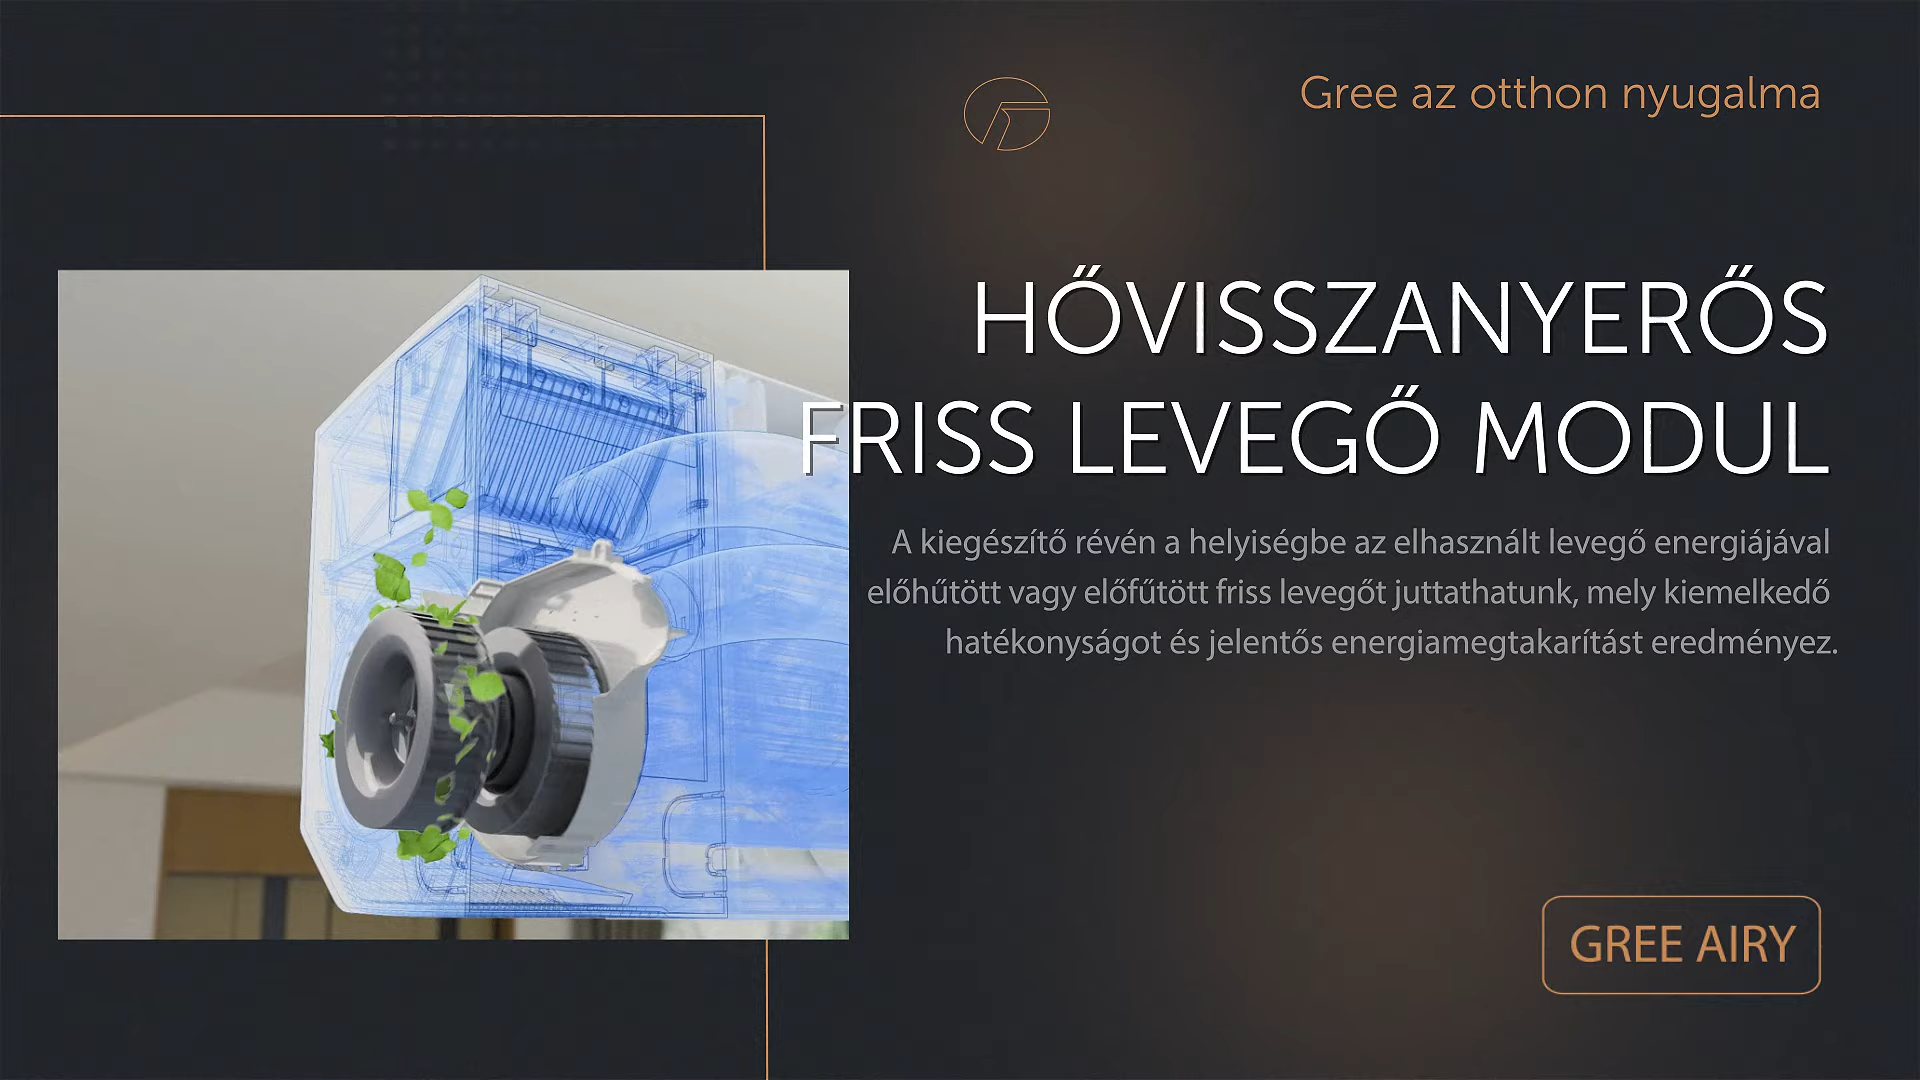 Gree az otthon nyugalma
HŐVISSZANYERŐS
FRISS LEVEGŐ MODUL
A kiegészítő révén a helyiségbe az elhasznált levegő energiájával
előhűtött vagy előfűtött friss levegőt juttathatunk, mely kiemelkedő
hatékonyságot és jelentős energiamegtakarítást eredményez.
GREE AIRY